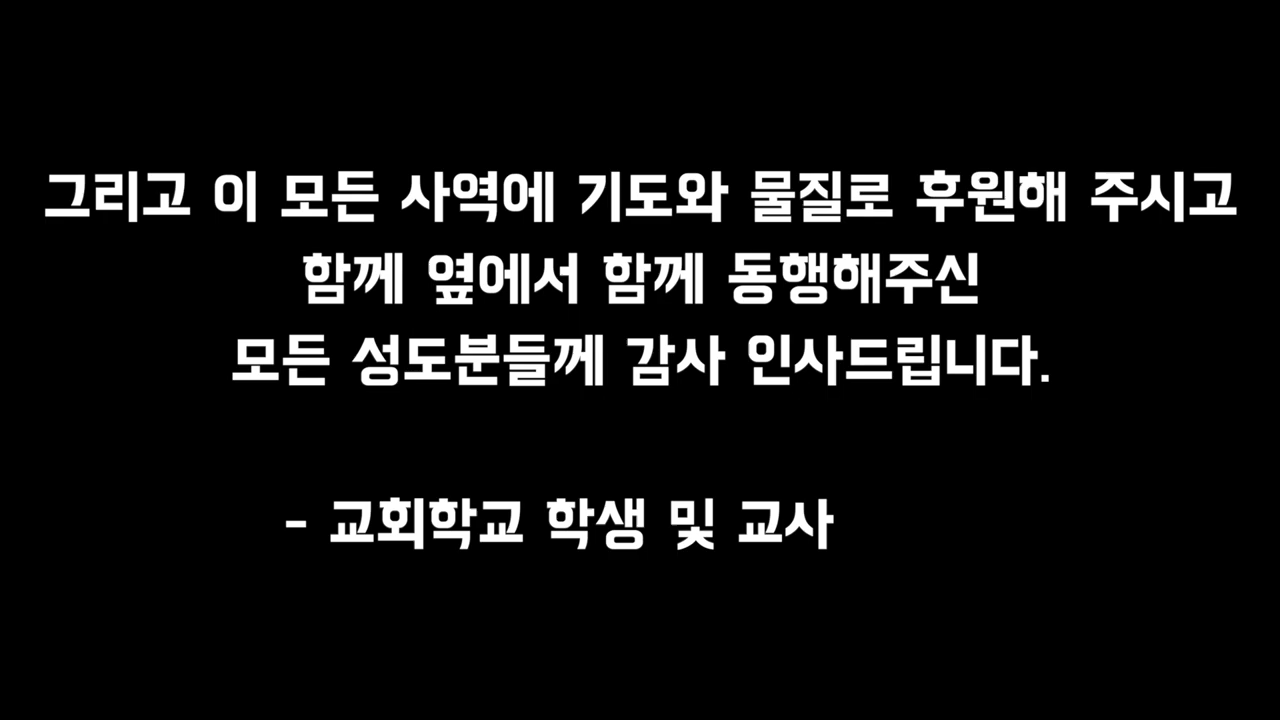 그리고 이 모든 사역에 기도와 물질로 후원해 주시고
함께 옆에서 함께 동행해주신
모든 성도분들께 감사 인사드립니다.
- 교회학교 학생 및 교사